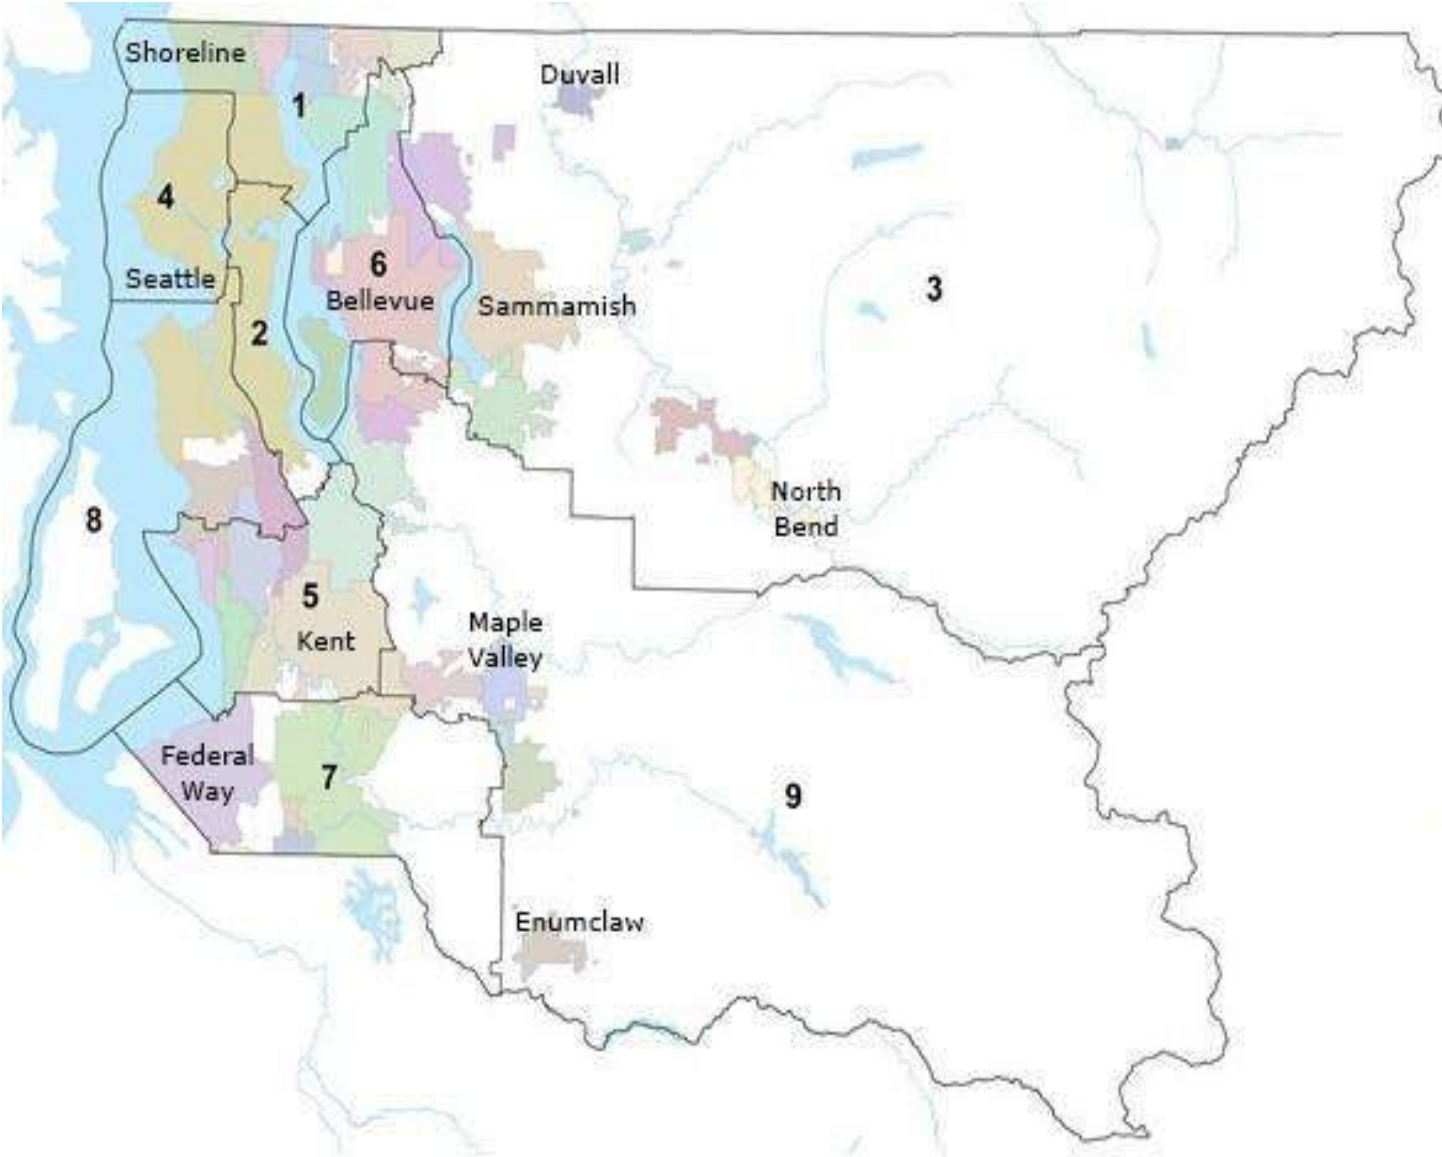 Shoreline
Duvall
1
4
Seattle
6
Bellevue
Sammamish
3
2
North
Bend
8
5
Kent
Maple
Valley
Federal
Way
7
9
Enumclaw